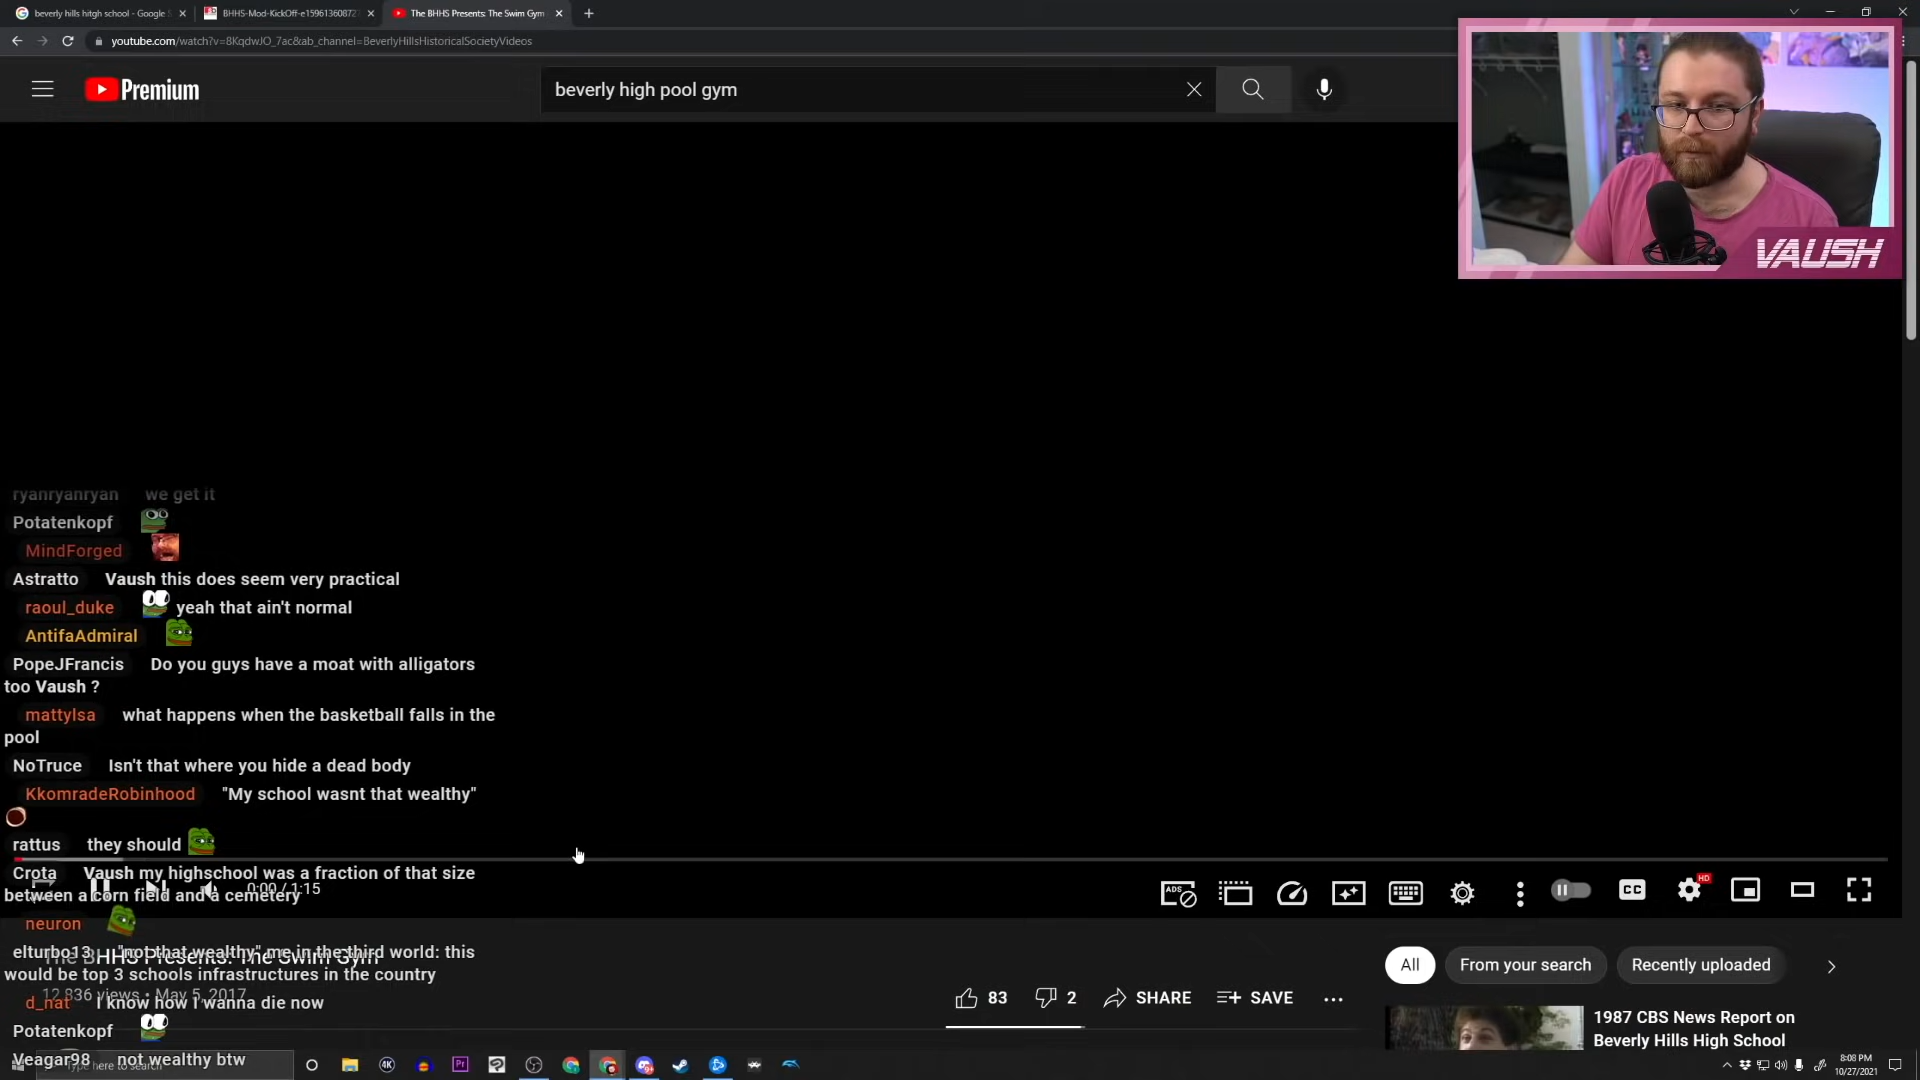 beverly hills hitgh school - Google S
BHHS-Mod-KickOff-e1596136087
The BHHS Presents: The Swim Gym
youtube.com/watch?v=8KqdwJO_7ac&ab_channel=BeverlyHillsHistoricalSocietyVideos
Premium
beverly high pool gym
VAUSH
ryanryanryan we get it
Potatenkopf
MindForged
Astratto Vaush this does seem very practical
raoul_duke yeah that ain't normal
AntifaAdmiral
PopeJFrancis Do you guys have a moat with alligators
too Vaush ?
mattylsa what happens when the basketball falls in the
pool
NoTruce Isn't that where you hide a dead body
KkomradeRobinhood "My school wasnt that wealthy"
rattus they should
Crota Vaush my highschool was a fraction of that size
between a corn field and a cemetery
0:00 / 1:15
ADS
CC
HD
neuron
elturbo13 "not that wealthy" me in the third world: this
would be top 3 schools infrastructures in the country
The BHHS Presents: The Swim Gym
12,836 views • May 5, 2017
d_nat I know how I wanna die now
83
2
SHARE
SAVE
All
From your search
Recently uploaded
1987 CBS News Report on
Beverly Hills High School
Potatenkopf
Veagar98 not wealthy btw
Type here to search
4K
Pr
8:08 PM
10/27/2021